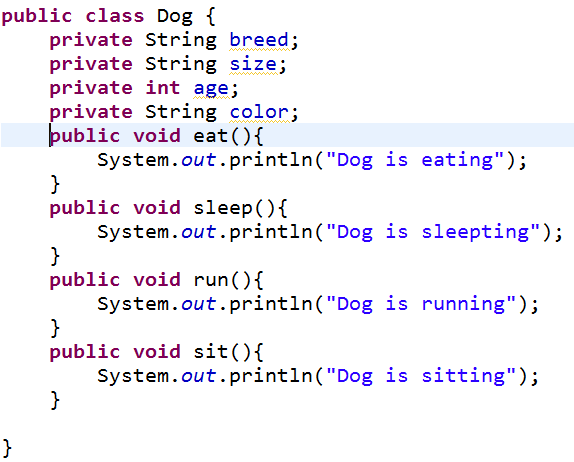 public class Dog {
    private String breed;
    private String size;
    private int age;
    private String color;
    public void eat(){
        System.out.println("Dog is eating");
    }
    public void sleep(){
        System.out.println("Dog is sleepting");
    }
    public void run(){
        System.out.println("Dog is running");
    }
    public void sit(){
        System.out.println("Dog is sitting");
    }

}